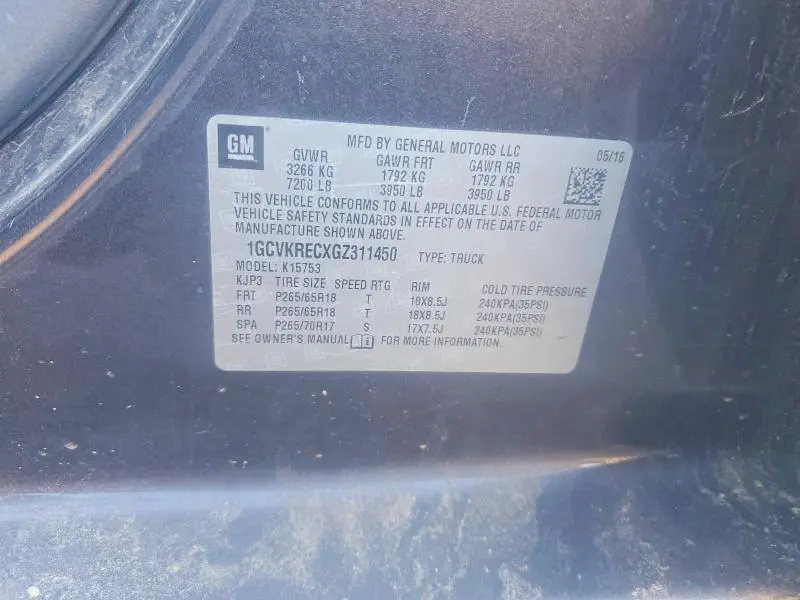 GM
MFD BY GENERAL MOTORS LLC
05/16
GVWR GAWR FRT GAWR RR
3266 KG 1792 KG 1792 KG
7200 LB 3950 LB 3950 LB
THIS VEHICLE CONFORMS TO ALL APPLICABLE U.S. FEDERAL MOTOR
VEHICLE SAFETY STANDARDS IN EFFECT ON THE DATE OF
MANUFACTURE SHOWN ABOVE.
1GCVKRECXGZ311450 TYPE: TRUCK
MODEL: K15753
KJP3 TIRE SIZE SPEED RTG RIM COLD TIRE PRESSURE
FRT P265/65R18 T 18X8.5J 240KPA(35PSI)
RR P265/65R18 T 18X8.5J 240KPA(35PSI)
SPA P265/70R17 S 17X7.5J 240KPA(35PSI)
SEE OWNER'S MANUAL FOR MORE INFORMATION.